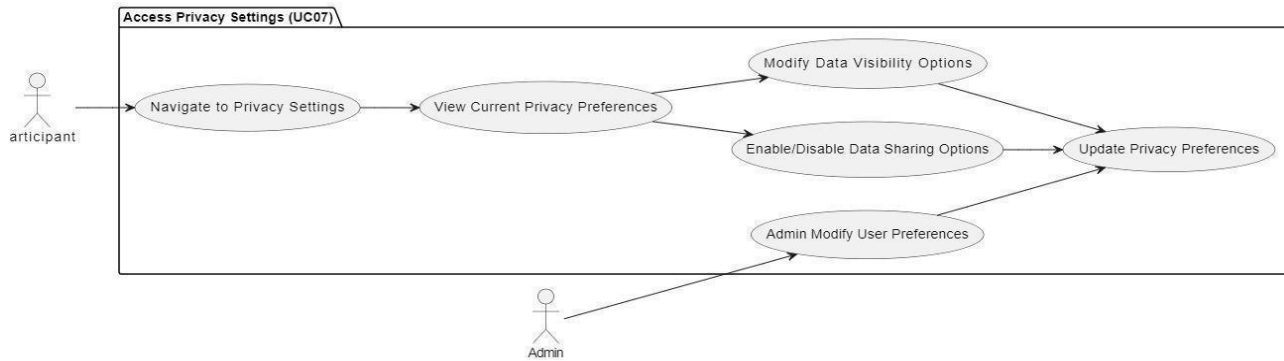 Access Privacy Settings (UC07)
Modify Data Visibility Options
Navigate to Privacy Settings
View Current Privacy Preferences
articipant
Enable/Disable Data Sharing Options
Update Privacy Preferences
Admin Modify User Preferences
Admin